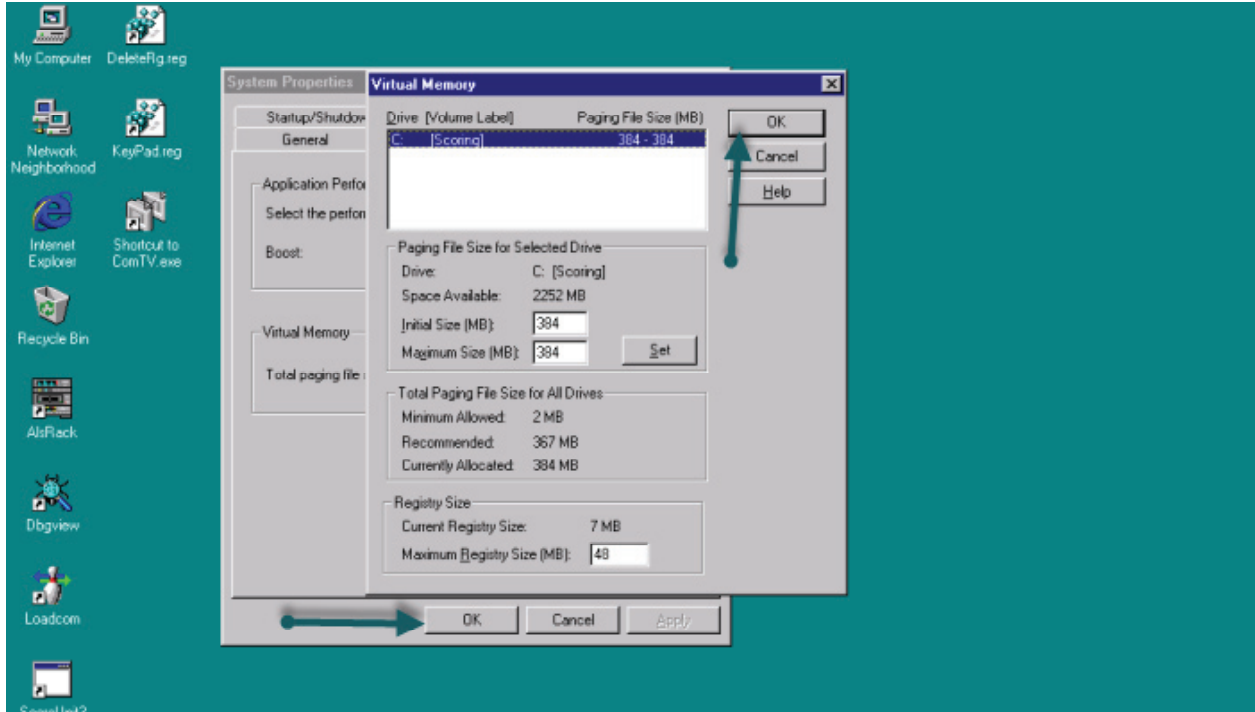 My Computer
DeleteRg.reg
Network
Neighborhood
KeyPad.reg
Internet
Explorer
Shortcut to
ComTV.exe
Recycle Bin
AlsRack
Dbgview
Loadcom
System Properties
Startup/Shutdow
General
Application Perfor
Select the perfor
Boost:
Virtual Memory
Total paging file
OK
Cancel
Apply
Virtual Memory
Drive [Volume Label] Paging File Size (MB)
C: [Scoring] 384 - 384
OK
Cancel
Help
Paging File Size for Selected Drive
Drive: C: [Scoring]
Space Available: 2252 MB
Initial Size (MB): 384
Maximum Size (MB): 384
Set
Total Paging File Size for All Drives
Minimum Allowed: 2 MB
Recommended: 367 MB
Currently Allocated: 384 MB
Registry Size
Current Registry Size: 7 MB
Maximum Registry Size (MB): 48